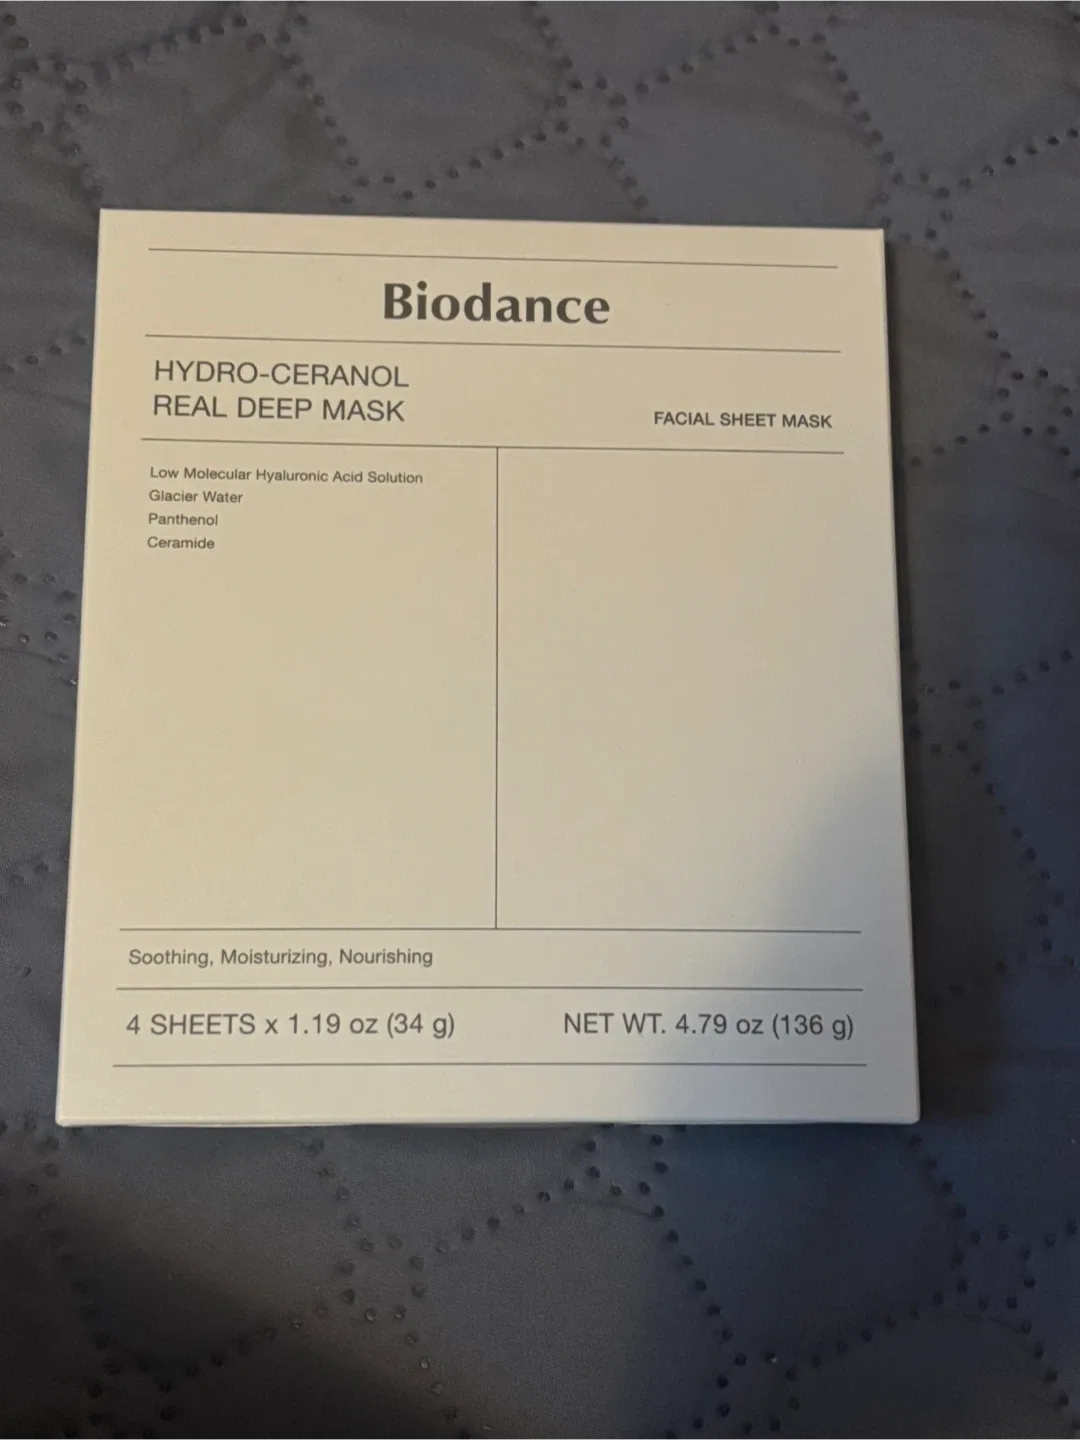 Biodance
HYDRO-CERANOL
REAL DEEP MASK
FACIAL SHEET MASK
Low Molecular Hyaluronic Acid Solution
Glacier Water
Panthenol
Ceramide
Soothing, Moisturizing, Nourishing
4 SHEETS x 1.19 oz (34 g)
NET WT. 4.79 oz (136 g)